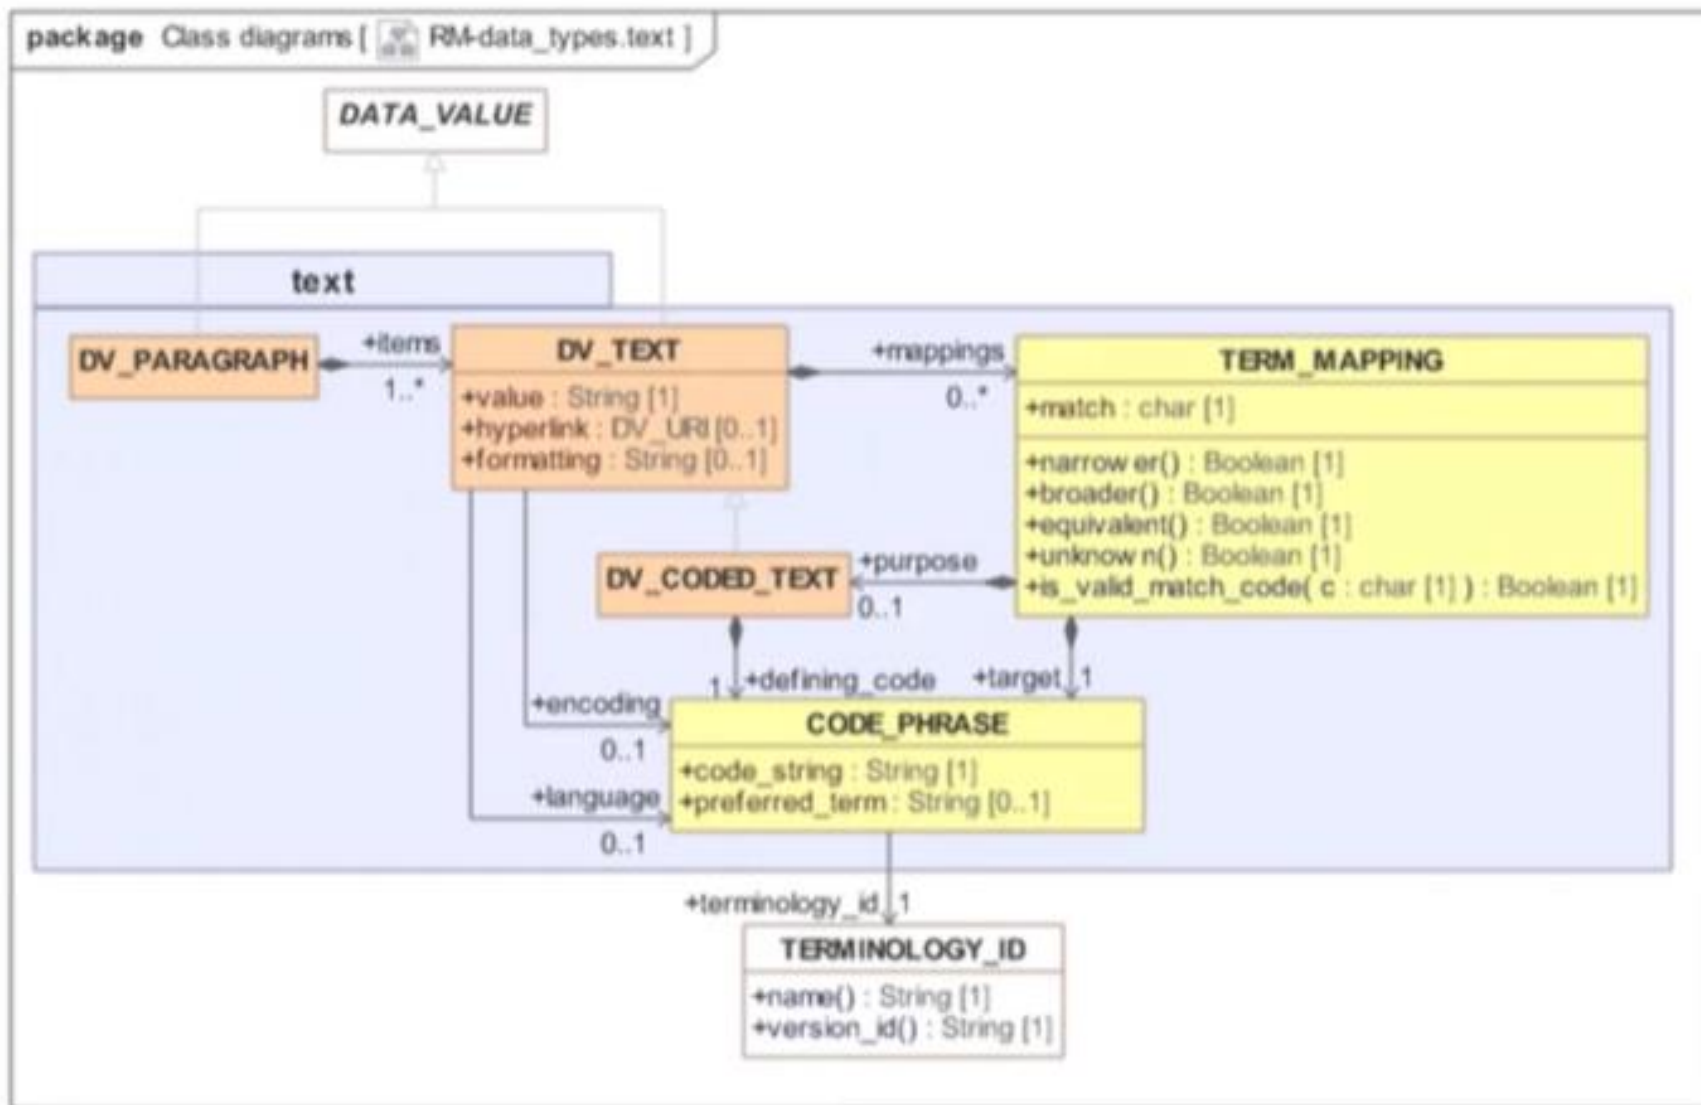 package Class diagrams [ RM-data_types.text ]
DATA_VALUE
text
DV_PARAGRAPH
+items
1..*
DV_TEXT
+value : String [1]
+hyperlink : DV_URI [0..1]
+formatting : String [0..1]
+mappings
0..*
TERM_MAPPING
+match : char [1]
+narrower() : Boolean [1]
+broader() : Boolean [1]
+equivalent() : Boolean [1]
+unknown() : Boolean [1]
+is_valid_match_code( c : char [1] ) : Boolean [1]
DV_CODED_TEXT
+purpose
0..1
1 +defining_code
+target 1
+encoding
0..1
+language
0..1
CODE_PHRASE
+code_string : String [1]
+preferred_term : String [0..1]
+terminology_id 1
TERMINOLOGY_ID
+name() : String [1]
+version_id() : String [1]